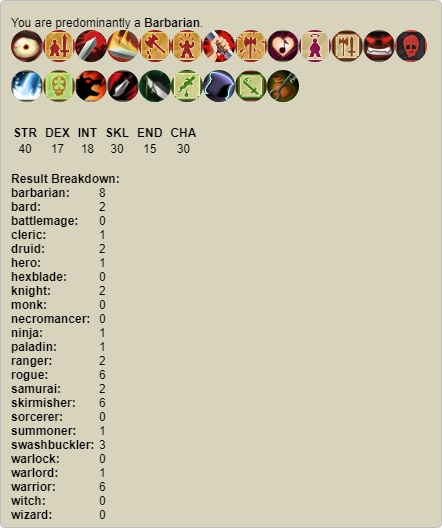 You are predominantly a Barbarian.
STR DEX INT SKL END CHA
40 17 18 30 15 30
Result Breakdown:
barbarian: 8
bard: 2
battlemage: 0
cleric: 1
druid: 2
hero: 1
hexblade: 0
knight: 2
monk: 0
necromancer: 0
ninja: 1
paladin: 1
ranger: 2
rogue: 6
samurai: 2
skirmisher: 6
sorcerer: 0
summoner: 1
swashbuckler: 3
warlock: 0
warlord: 1
warrior: 6
witch: 0
wizard: 0